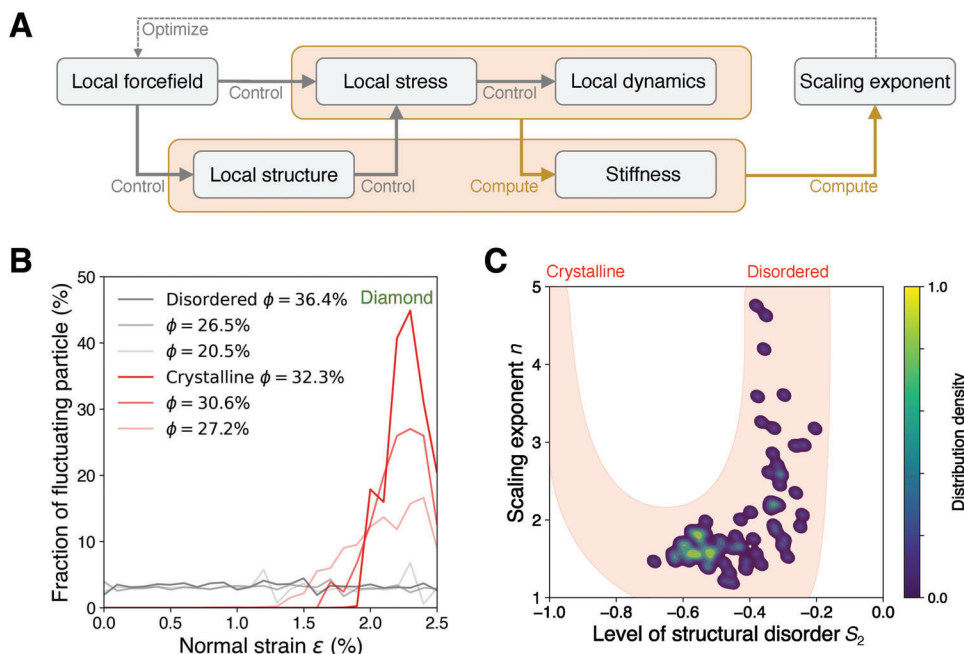 A
Optimize
Local forcefield
Control
Local stress
Control
Local dynamics
Scaling exponent
Control
Local structure
Control
Compute
Stiffness
Compute
B
Fraction of fluctuating particle (%)
50
40
30
20
10
0
Disordered ϕ = 36.4%
ϕ = 26.5%
ϕ = 20.5%
Crystalline ϕ = 32.3%
ϕ = 30.6%
ϕ = 27.2%
Diamond
0.0 0.5 1.0 1.5 2.0 2.5
Normal strain ε (%)
C
Crystalline
Disordered
Scaling exponent n
5
4
3
2
1
-1.0 -0.8 -0.6 -0.4 -0.2 0.0
Level of structural disorder S₂
1.0
0.0
Distribution density